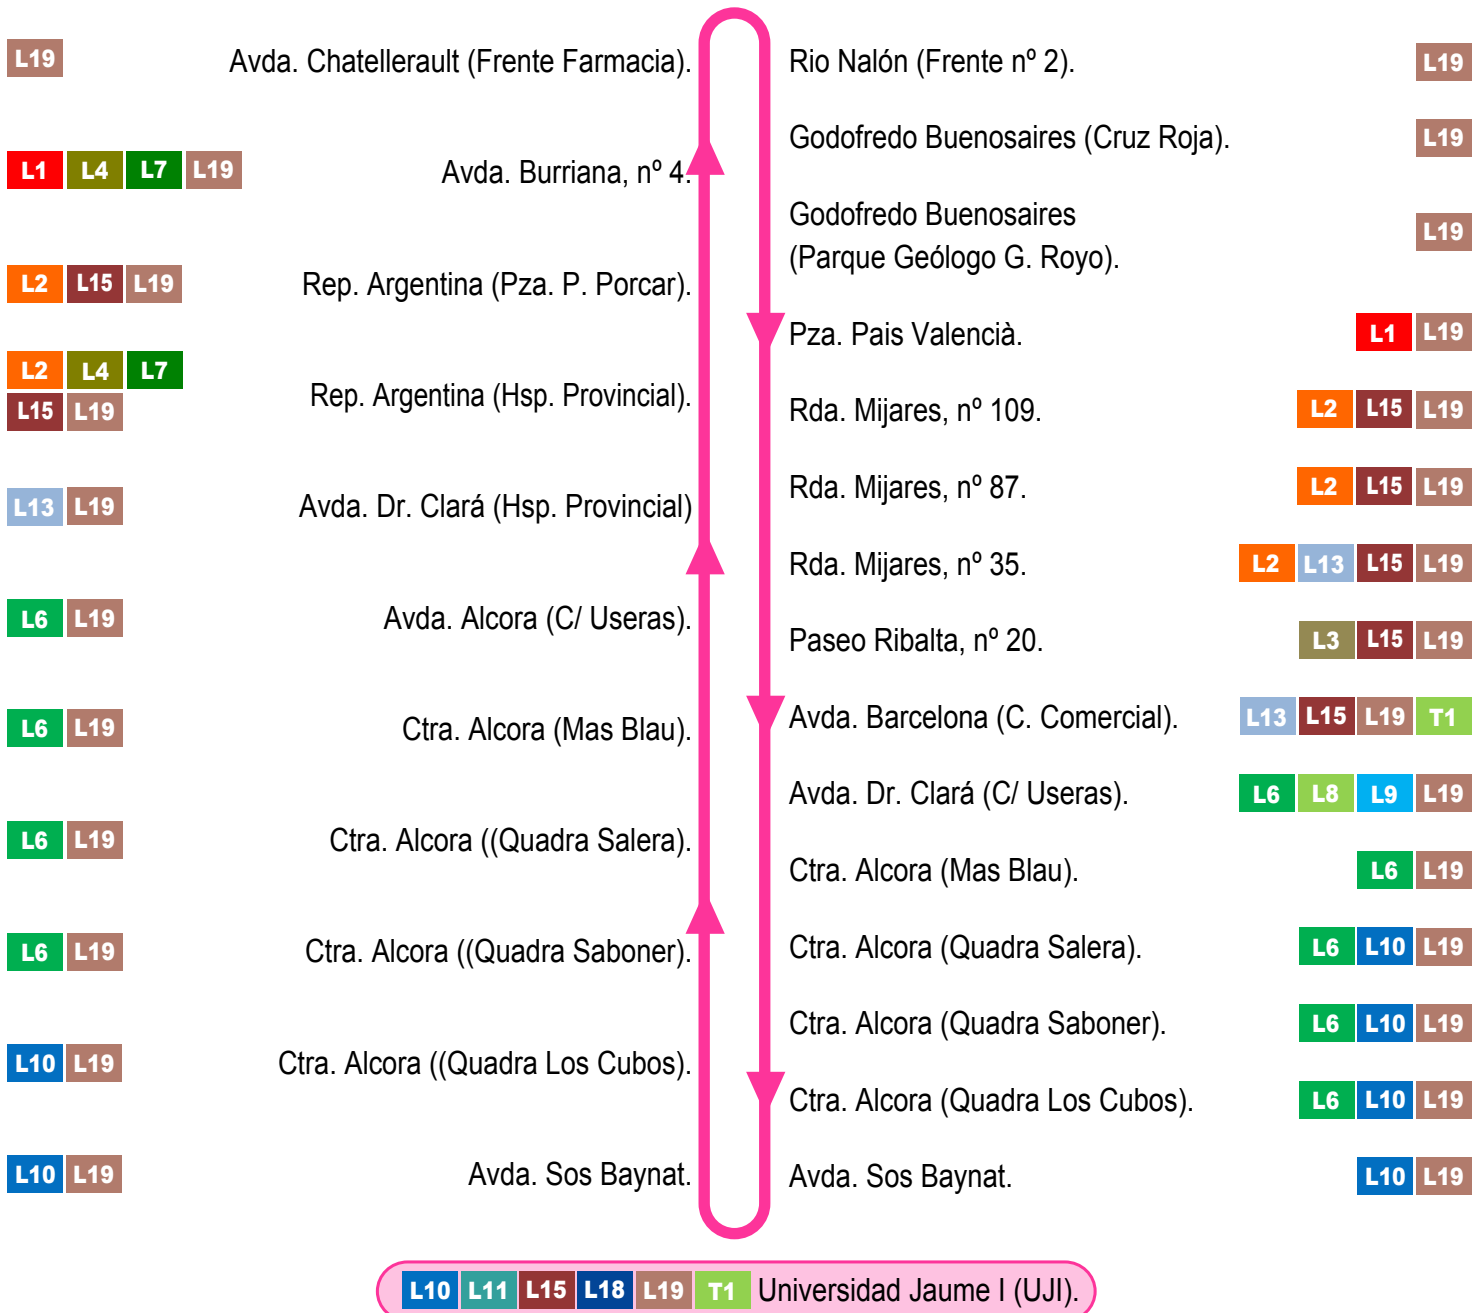 L19 Avda. Chatellerault (Frente Farmacia).
L1 L4 L7 L19 Avda. Burriana, nº 4.
L2 L15 L19 Rep. Argentina (Pza. P. Porcar).
L2 L4 L7
L15 L19 Rep. Argentina (Hsp. Provincial).
L13 L19 Avda. Dr. Clará (Hsp. Provincial)
L6 L19 Avda. Alcora (C/ Useras).
L6 L19 Ctra. Alcora (Mas Blau).
L6 L19 Ctra. Alcora ((Quadra Salera).
L6 L19 Ctra. Alcora ((Quadra Saboner).
L10 L19 Ctra. Alcora ((Quadra Los Cubos).
L10 L19 Avda. Sos Baynat.
Rio Nalón (Frente nº 2). L19
Godofredo Buenosaires (Cruz Roja). L19
Godofredo Buenosaires
(Parque Geólogo G. Royo). L19
Pza. Pais Valencià. L1 L19
Rda. Mijares, nº 109. L2 L15 L19
Rda. Mijares, nº 87. L2 L15 L19
Rda. Mijares, nº 35. L2 L13 L15 L19
Paseo Ribalta, nº 20. L3 L15 L19
Avda. Barcelona (C. Comercial). L13 L15 L19 T1
Avda. Dr. Clará (C/ Useras). L6 L8 L9 L19
Ctra. Alcora (Mas Blau). L6 L19
Ctra. Alcora (Quadra Salera). L6 L10 L19
Ctra. Alcora (Quadra Saboner). L6 L10 L19
Ctra. Alcora (Quadra Los Cubos). L6 L10 L19
Avda. Sos Baynat. L10 L19
L10 L11 L15 L18 L19 T1 Universidad Jaume I (UJI).